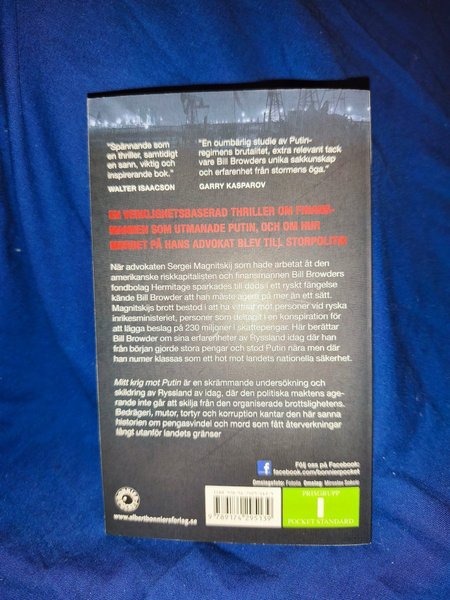 "Spännande som
en thriller, samtidigt
en sann, viktig och
inspirerande bok."
WALTER ISAACSON
"En oumbärlig studie av Putin-
regimens brutalitet, extra relevant tack
vare Bill Browders unika sakkunskap
och erfarenhet från stormens öga."
GARRY KASPAROV
EN VERKLIGHETSBASERAD THRILLER OM FINANS-
MANNEN SOM UTMANADE PUTIN, OCH OM HUR
MORDET PÅ HANS ADVOKAT BLEV TILL STORPOLITIK
När advokaten Sergei Magnitskij som hade arbetat åt den
amerikanske riskkapitalisten och finansmannen Bill Browders
fondbolag Hermitage sparkades till döds i ett ryskt fängelse
kände Bill Browder att han måste agera på mer än ett sätt.
Magnitskijs brott bestod i att ha vittnat mot personer vid ryska
inrikesministeriet, personer som deltagit i en konspiration för
att lägga beslag på 230 miljoner i skattepengar. Här berättar
Bill Browder om sina erfarenheter av Ryssland idag där han
från början gjorde stora pengar och stod Putin nära men där
han numer klassas som ett hot mot landets nationella säkerhet.
Mitt krig mot Putin är en skrämmande undersökning och
skildring av Ryssland av idag, där den politiska maktens age-
rande inte går att skilja från den organiserade brottslighetens.
Bedrägeri, mutor, tortyr och korruption kantar den här sanna
historien om pengasvindel och mord som fått återverkningar
långt utanför landets gränser
Följ oss på Facebook:
facebook.com/bonnierpocket
Omslagsfoto: Fotolia Omslag: Miroslav Šokčić
9 789174 295139
PRISGRUPP
POCKET STANDARD
www.albertbonniersforlag.se